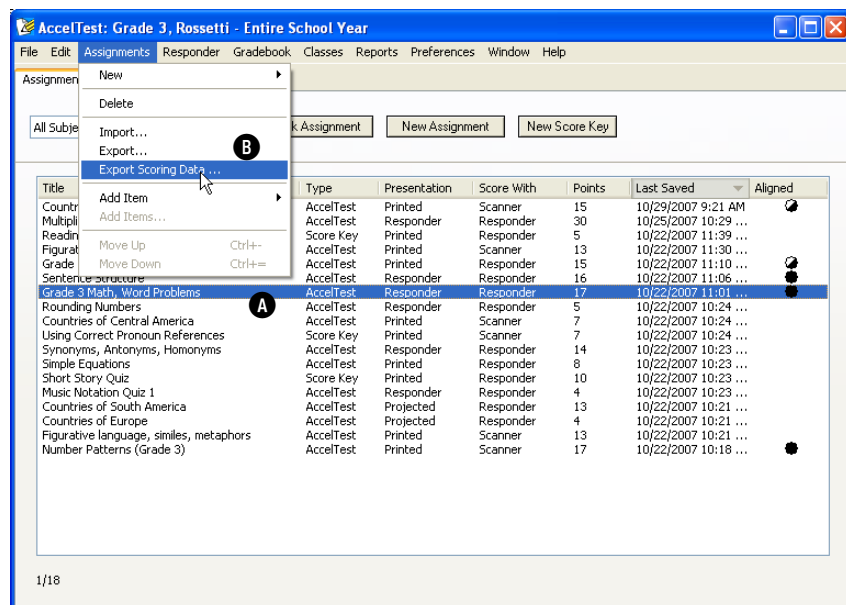 AccelTest: Grade 3, Rossetti - Entire School Year
File Edit Assignments Responder Gradebook Classes Reports Preferences Window Help
Assignmen
New
Delete
All Subje
k Assignment New Assignment New Score Key
Import...
B
Export...
Export Scoring Data ...
Title Type Presentation Score With Points Last Saved Aligned
Add Item
Countr AccelTest Printed Scanner 15 10/29/2007 9:21 AM
Add Items...
Multipli AccelTest Responder Responder 30 10/25/2007 10:29 ...
Readin Score Key Printed Responder 5 10/22/2007 11:39 ...
Move Up Ctrl+-
Figurat AccelTest Printed Scanner 13 10/22/2007 11:30 ...
Move Down Ctrl+=
Grade AccelTest Printed Responder 15 10/22/2007 11:10 ...
Sentence Structure AccelTest Responder Responder 16 10/22/2007 11:06 ...
Grade 3 Math, Word Problems AccelTest Responder Responder 17 10/22/2007 11:01 ...
A
Rounding Numbers AccelTest Responder Responder 5 10/22/2007 10:24 ...
Countries of Central America AccelTest Printed Scanner 7 10/22/2007 10:24 ...
Using Correct Pronoun References Score Key Printed Scanner 7 10/22/2007 10:24 ...
Synonyms, Antonyms, Homonyms AccelTest Responder Responder 14 10/22/2007 10:23 ...
Simple Equations AccelTest Printed Responder 8 10/22/2007 10:23 ...
Short Story Quiz Score Key Printed Responder 10 10/22/2007 10:23 ...
Music Notation Quiz 1 AccelTest Responder Responder 4 10/22/2007 10:23 ...
Countries of South America AccelTest Projected Responder 13 10/22/2007 10:21 ...
Countries of Europe AccelTest Projected Responder 4 10/22/2007 10:21 ...
Figurative language, similes, metaphors AccelTest Printed Scanner 13 10/22/2007 10:21 ...
Number Patterns (Grade 3) AccelTest Printed Scanner 17 10/22/2007 10:18 ...
1/18